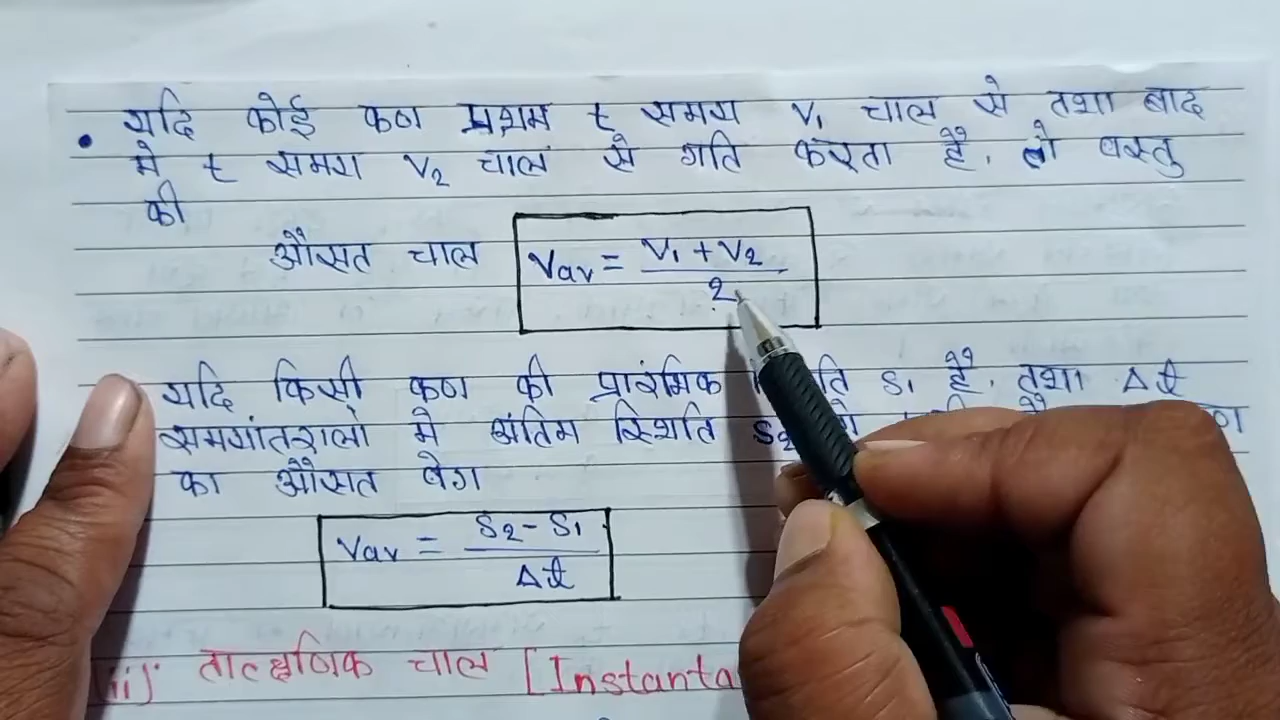 • यदि कोई कण प्रथम t समय V₁ चाल से तथा बाद
मे t समय V₂ चाल से गति करता है. तो वस्तु
की
औसत चाल Vav = V₁ + V₂ / 2
यदि किसी कण की प्रारंभिक S₁ है. तथा Δt
समयांतरालो मे अंतिम स्थिति S₂
का औसत वेग
Vav = S₂ - S₁ / Δt
ii) तात्क्षणिक चाल [Instanta